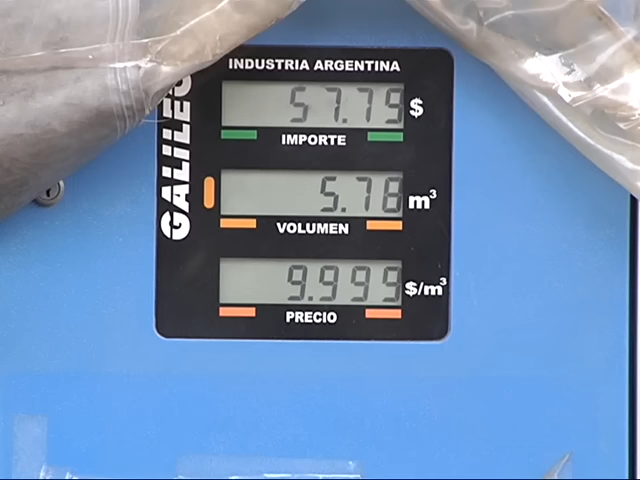 INDUSTRIA ARGENTINA
GALILEO
57.79 $
IMPORTE
5.78 m³
VOLUMEN
9.999 $/m³
PRECIO